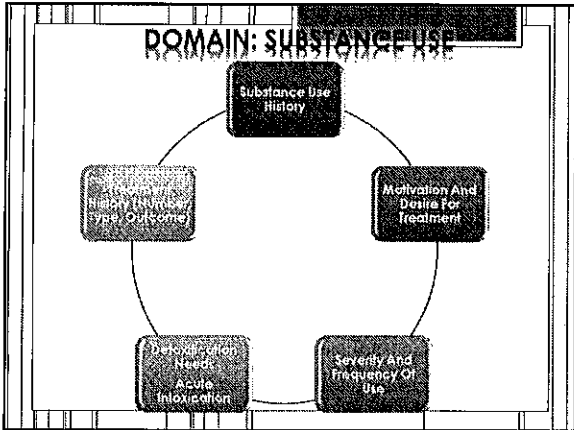 DOMAIN: SUBSTANCE USE
Substance Use
History
Motivation And
Desire For
Treatment
Severity And
Frequency Of
Use
Detoxification
Needs
Acute
Intoxication
Treatment
History (Number,
Type, Outcome)